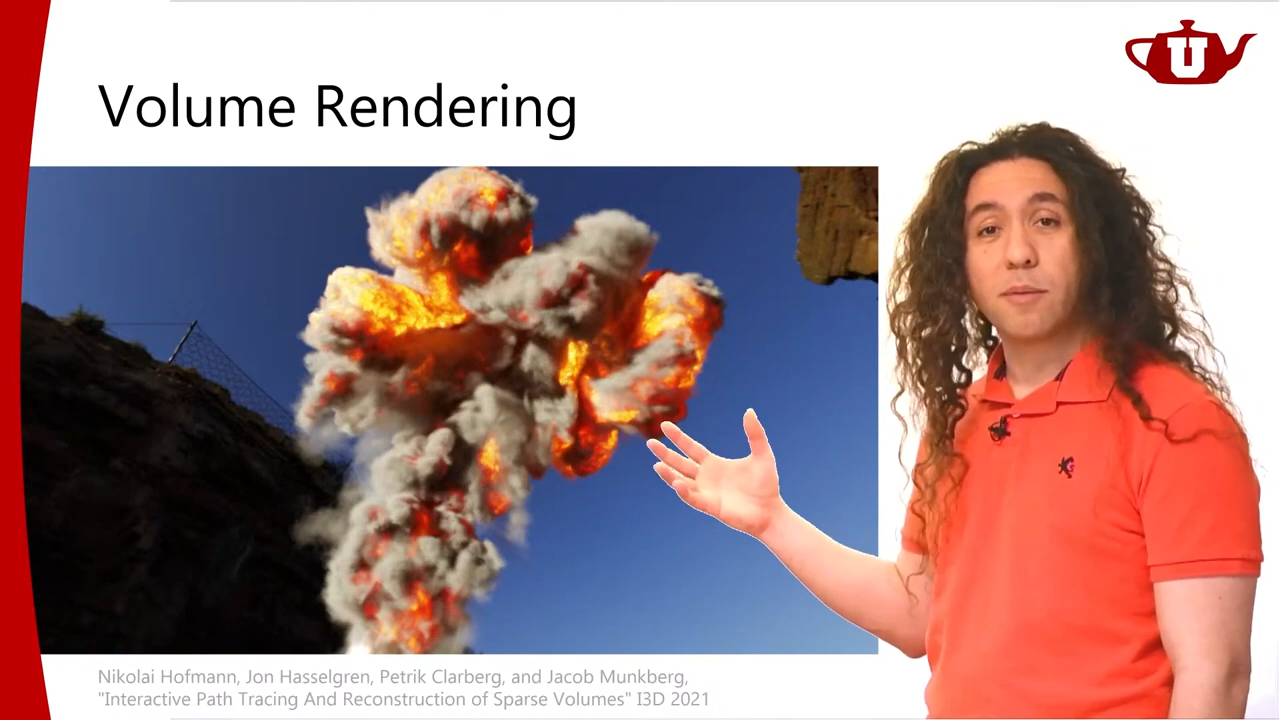 U
Volume Rendering
Nikolai Hofmann, Jon Hasselgren, Petrik Clarberg, and Jacob Munkberg,
"Interactive Path Tracing And Reconstruction of Sparse Volumes" I3D 2021